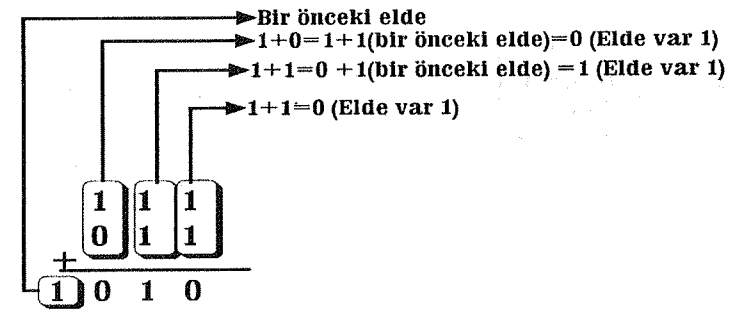 Bir önceki elde
1+0=1+1(bir önceki elde)=0 (Elde var 1)
1+1=0 +1(bir önceki elde) =1 (Elde var 1)
1+1=0 (Elde var 1)
1 1 1
0 1 1
+
1 0 1 0